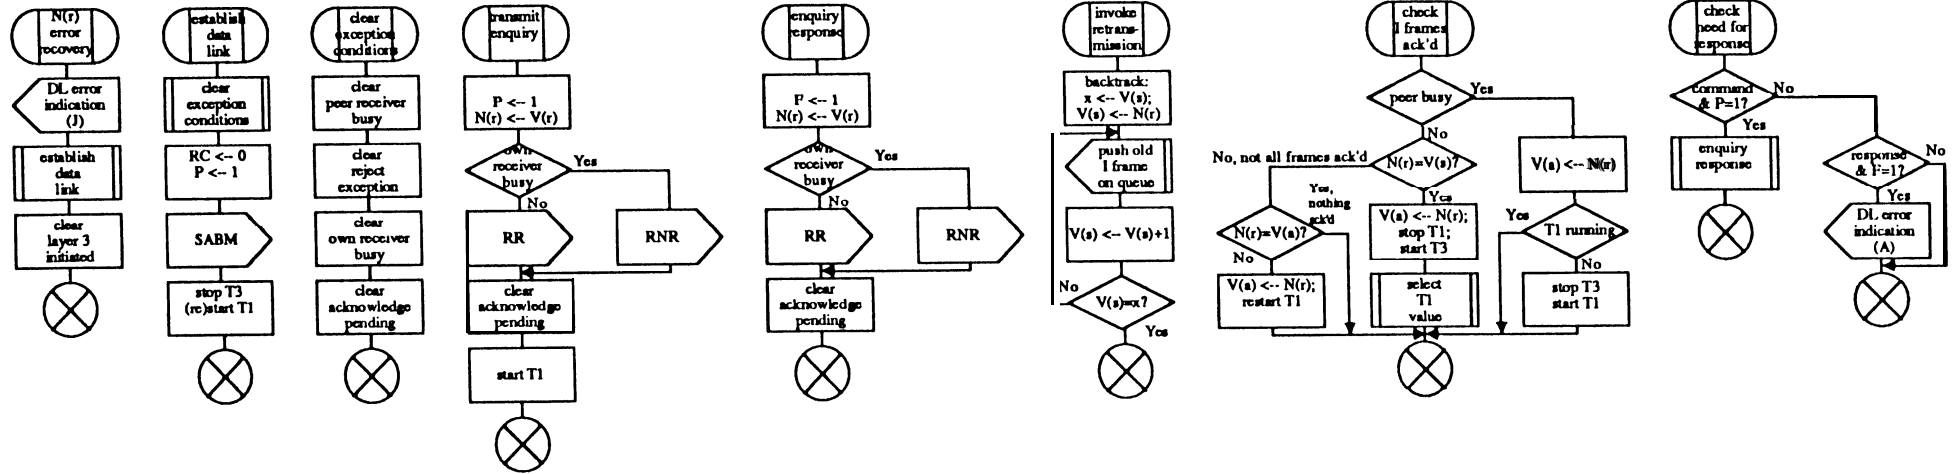 N(r)
error
recovery
DL error
indication
(J)
establish
data
link
clear
layer 3
initiated
establish
data
link
clear
exception
conditions
RC <-- 0
P <-- 1
SABM
stop T3
(re)start T1
clear
exception
conditions
clear
peer receiver
busy
clear
reject
exception
clear
own receiver
busy
clear
acknowledge
pending
transmit
enquiry
P <-- 1
N(r) <-- V(r)
own
receiver
busy
Yes
No
RR
RNR
clear
acknowledge
pending
start T1
enquiry
response
F <-- 1
N(r) <-- V(r)
own
receiver
busy
Yes
No
RR
RNR
clear
acknowledge
pending
invoke
retrans-
mission
backtrack:
x <-- V(s);
V(s) <-- N(r)
push old
I frame
on queue
V(s) <-- V(s)+1
No
V(s)=x?
Yes
check
I frames
ack'd
peer busy
Yes
No
No, not all frames ack'd
N(r)=V(s)?
V(a) <-- N(r)
Yes,
nothing
ack'd
Yes
N(r)=V(a)?
No
V(a) <-- N(r);
stop T1;
start T3
Yes
T1 running
No
V(a) <-- N(r);
restart T1
select
T1
value
stop T3
start T1
check
need for
response
command
& P=1?
No
Yes
enquiry
response
response
& F=1?
No
Yes
DL error
indication
(A)